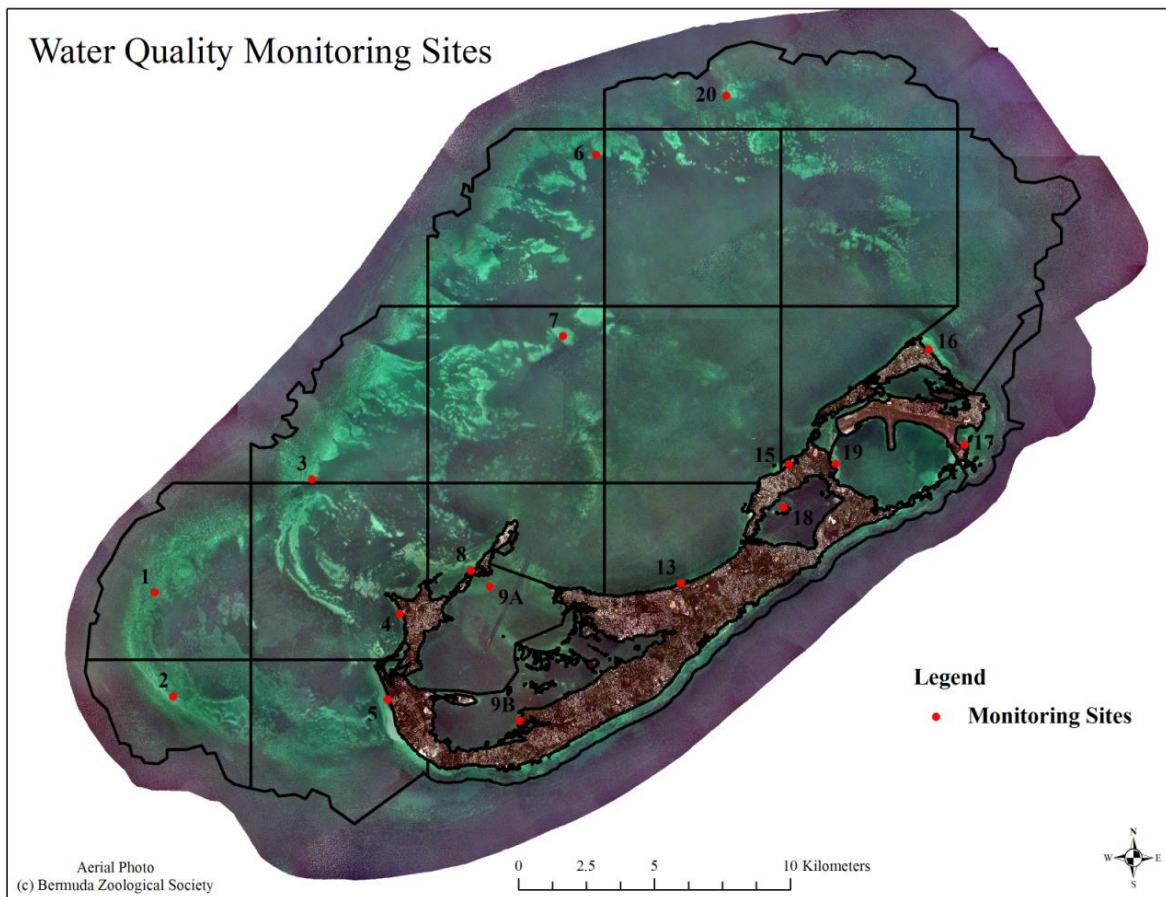 Water Quality Monitoring Sites
20
6
7
16
3
15
19
17
18
8
13
1
9A
4
2
5
9B
Legend
Monitoring Sites
Aerial Photo
(c) Bermuda Zoological Society
0 2.5 5 10 Kilometers
N
W E
S